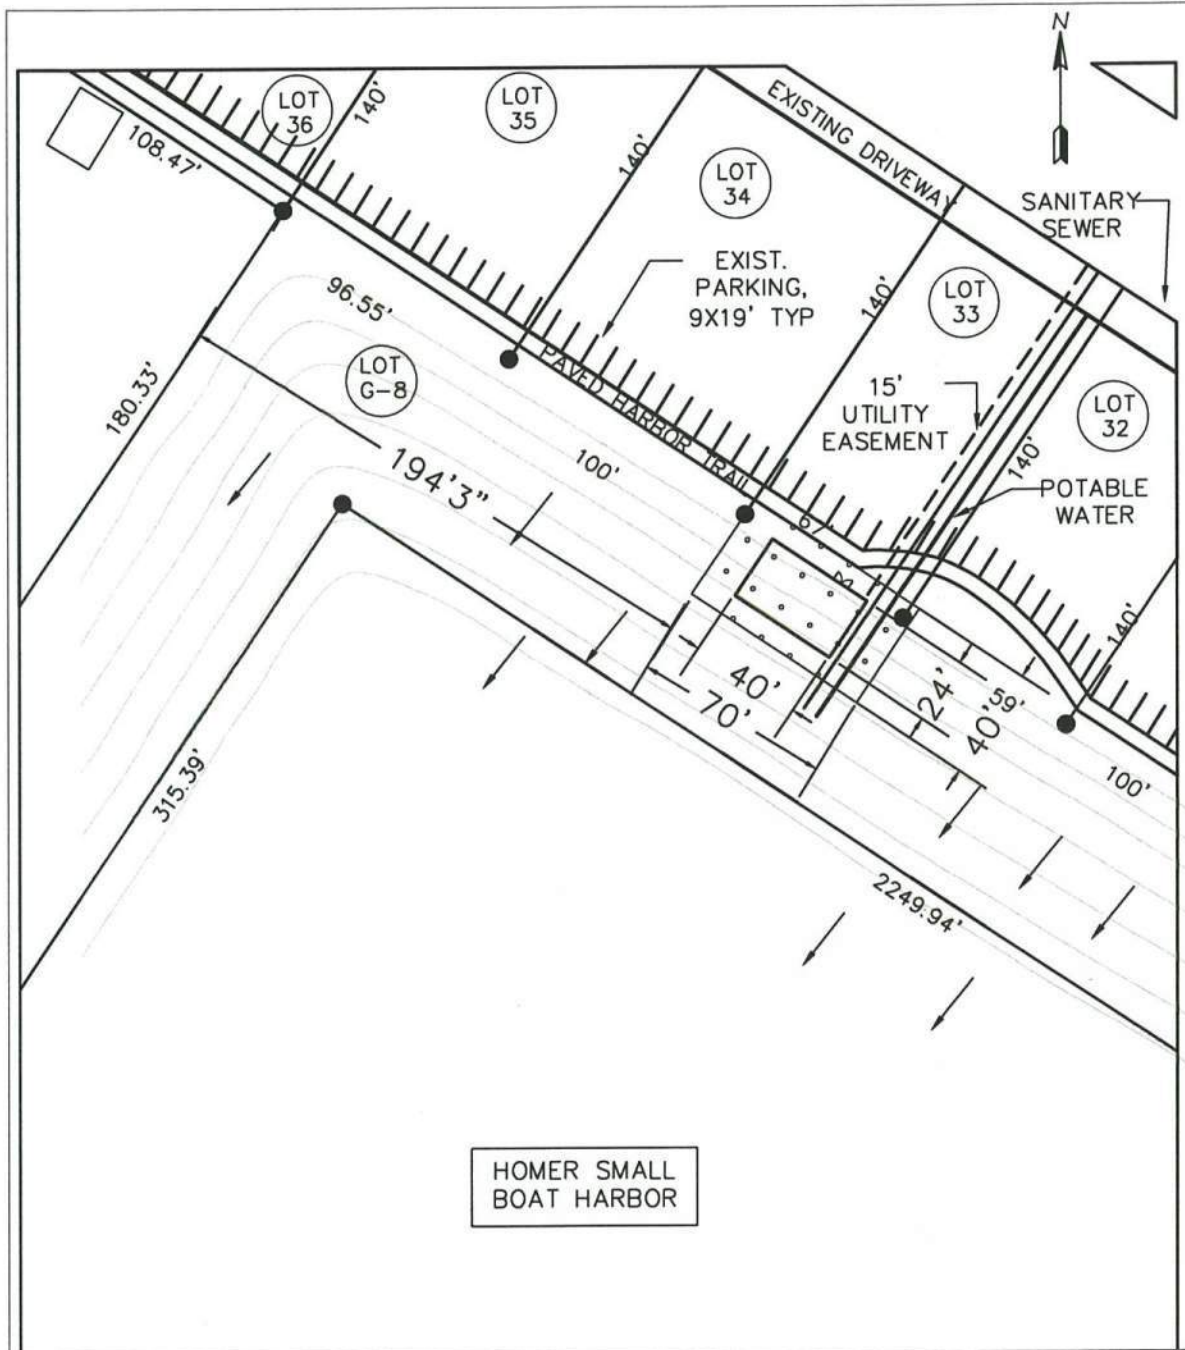 N
LOT
36
140'
LOT
35
EXISTING DRIVEWAY
108.47'
140'
LOT
34
SANITARY
SEWER
EXIST.
PARKING,
9X19' TYP
140'
LOT
33
96.55'
LOT
G-8
PAVED HARBOR TRAIL
15'
UTILITY
EASEMENT
LOT
32
180.33'
194'3"
100'
140'
POTABLE
WATER
140'
40'
70'
24'
40'
59'
100'
315.39'
2249.94'
HOMER SMALL
BOAT HARBOR